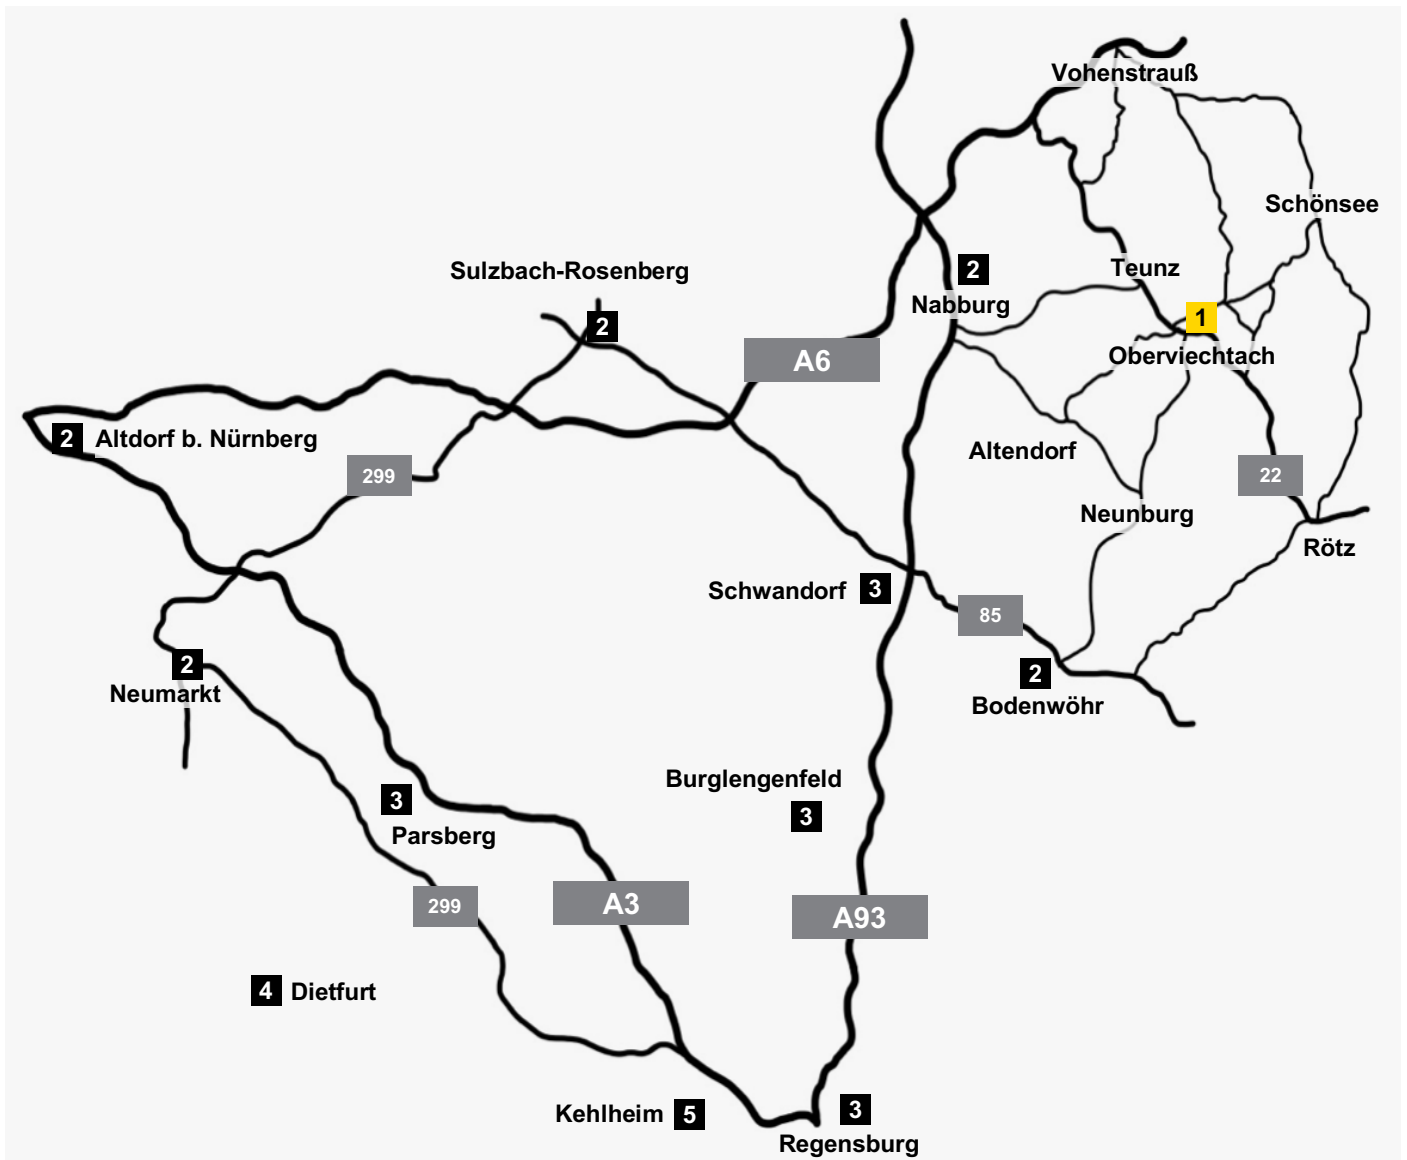 Vohenstrauß
Schönsee
Sulzbach-Rosenberg
2
Teunz
Nabburg
2
1
A6
Oberviechtach
2
Altdorf b. Nürnberg
Altendorf
299
22
Neunburg
Rötz
Schwandorf
3
85
2
Neumarkt
2
Bodenwöhr
Burglengenfeld
3
3
Parsberg
299
A3
A93
4 Dietfurt
Kehlheim 5
3
Regensburg